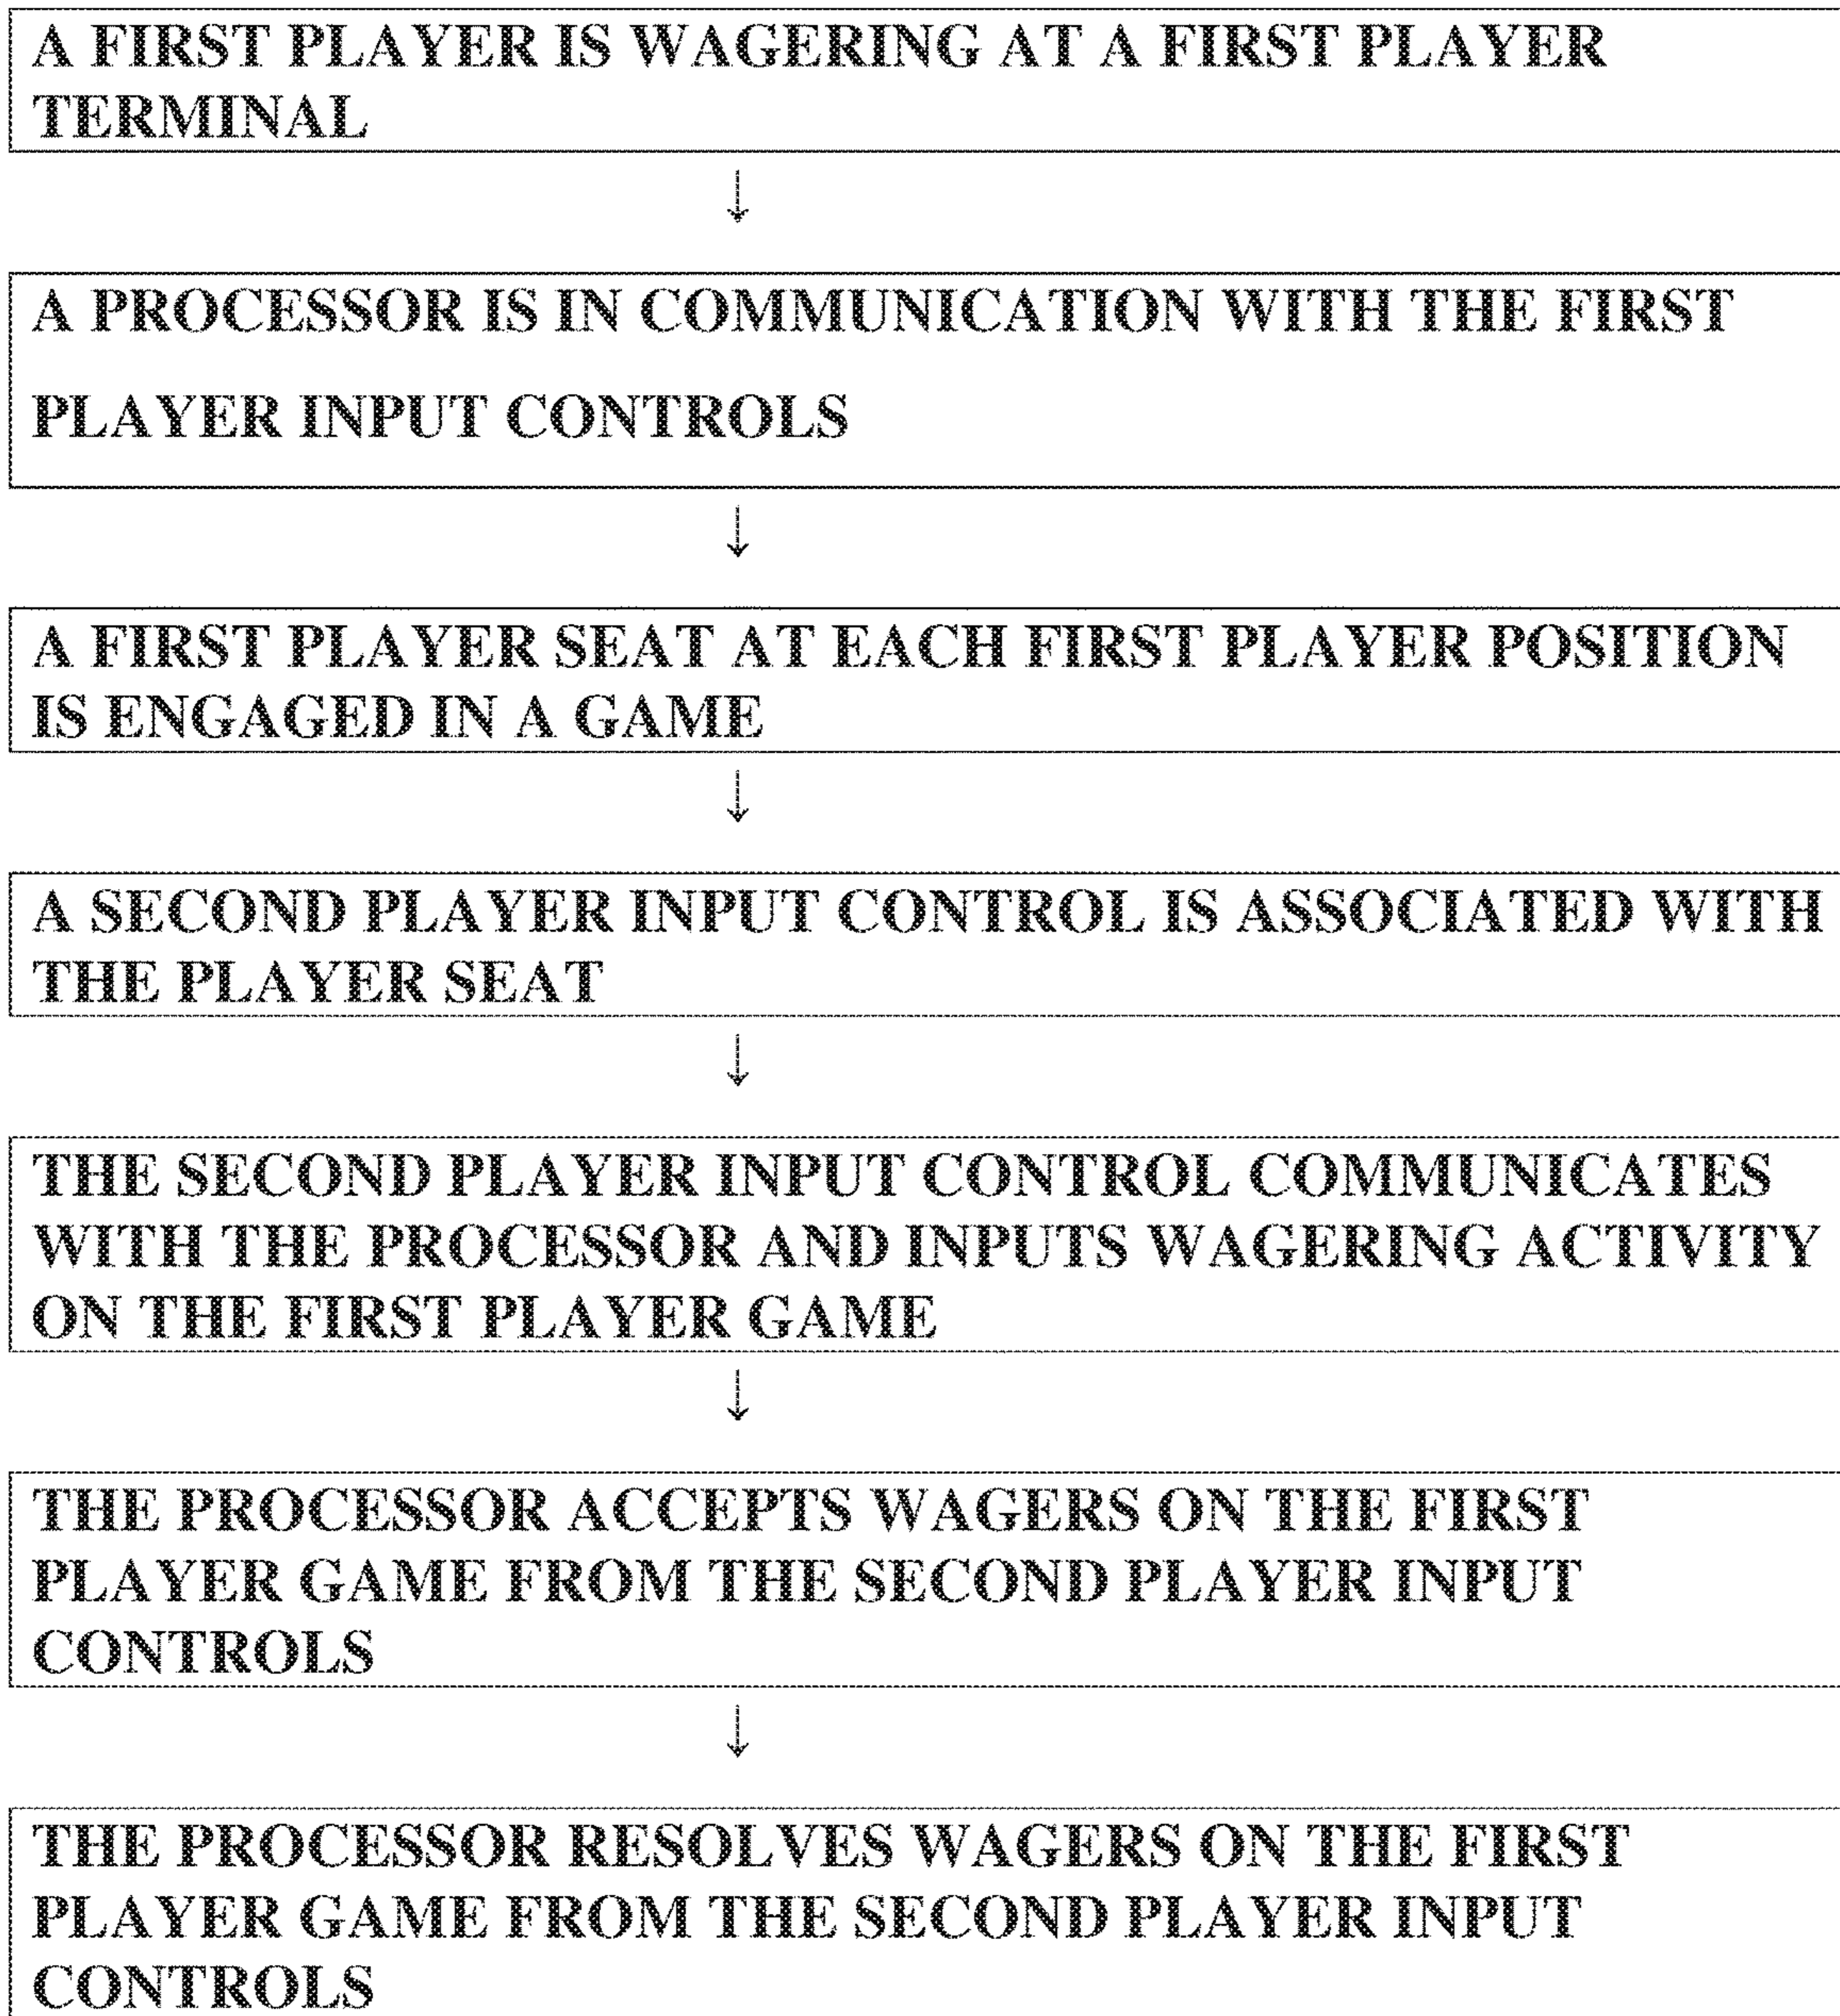 A FIRST PLAYER IS WAGERING AT A FIRST PLAYER
TERMINAL
↓
A PROCESSOR IS IN COMMUNICATION WITH THE FIRST
PLAYER INPUT CONTROLS
↓
A FIRST PLAYER SEAT AT EACH FIRST PLAYER POSITION
IS ENGAGED IN A GAME
↓
A SECOND PLAYER INPUT CONTROL IS ASSOCIATED WITH
THE PLAYER SEAT
↓
THE SECOND PLAYER INPUT CONTROL COMMUNICATES
WITH THE PROCESSOR AND INPUTS WAGERING ACTIVITY
ON THE FIRST PLAYER GAME
↓
THE PROCESSOR ACCEPTS WAGERS ON THE FIRST
PLAYER GAME FROM THE SECOND PLAYER INPUT
CONTROLS
↓
THE PROCESSOR RESOLVES WAGERS ON THE FIRST
PLAYER GAME FROM THE SECOND PLAYER INPUT
CONTROLS